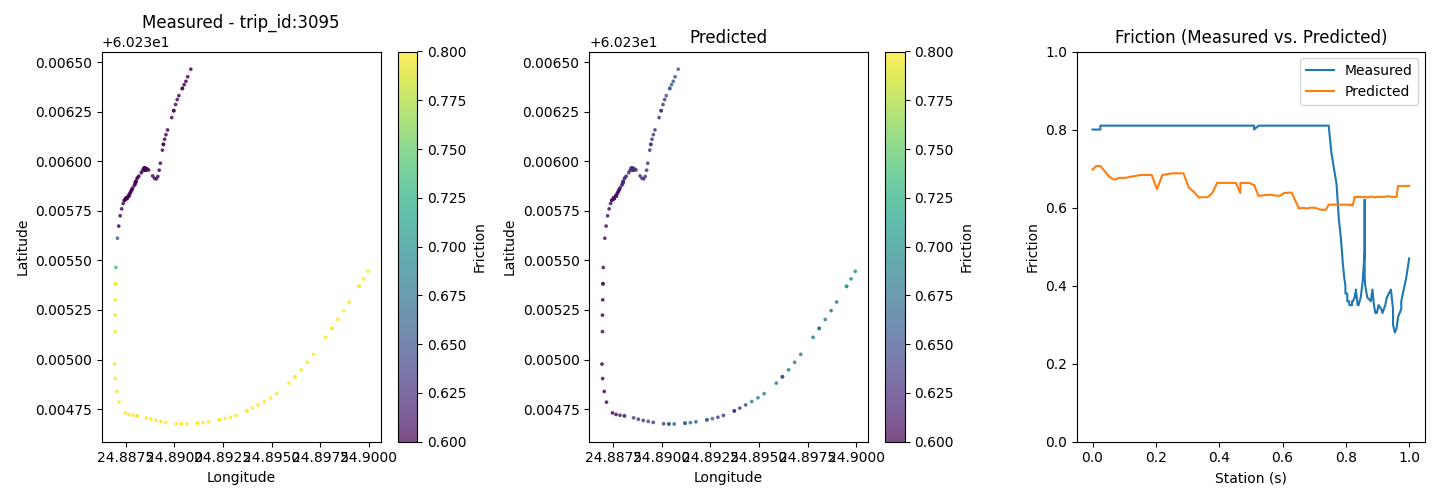 Measured - trip_id:3095
+6.023e1
0.00650
0.00625
0.00600
0.00575
0.00550
0.00525
0.00500
0.00475
Latitude
24.8875 24.8900 24.8925 24.8950 24.8975 24.9000
Longitude
0.800
0.775
0.750
0.725
0.700
0.675
0.650
0.625
0.600
Friction
Predicted
+6.023e1
0.00650
0.00625
0.00600
0.00575
0.00550
0.00525
0.00500
0.00475
Latitude
24.8875 24.8900 24.8925 24.8950 24.8975 24.9000
Longitude
0.800
0.775
0.750
0.725
0.700
0.675
0.650
0.625
0.600
Friction
Friction (Measured vs. Predicted)
Measured
Predicted
1.0
0.8
0.6
0.4
0.2
0.0
Friction
0.0 0.2 0.4 0.6 0.8 1.0
Station (s)